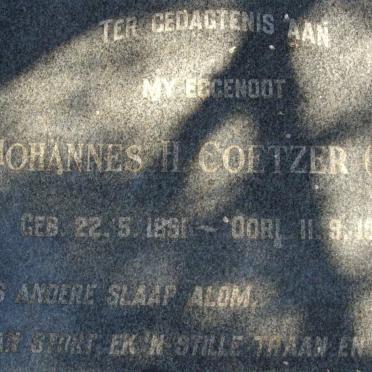 TER GEDAGTENIS AAN
MY EGGENOOT
JOHANNES H. COETZER
GEB. 22.5.1891 – OORL. 11.9.
ANDERE SLAAP ALOM,
STORT EK 'N STILLE TRAAN EN